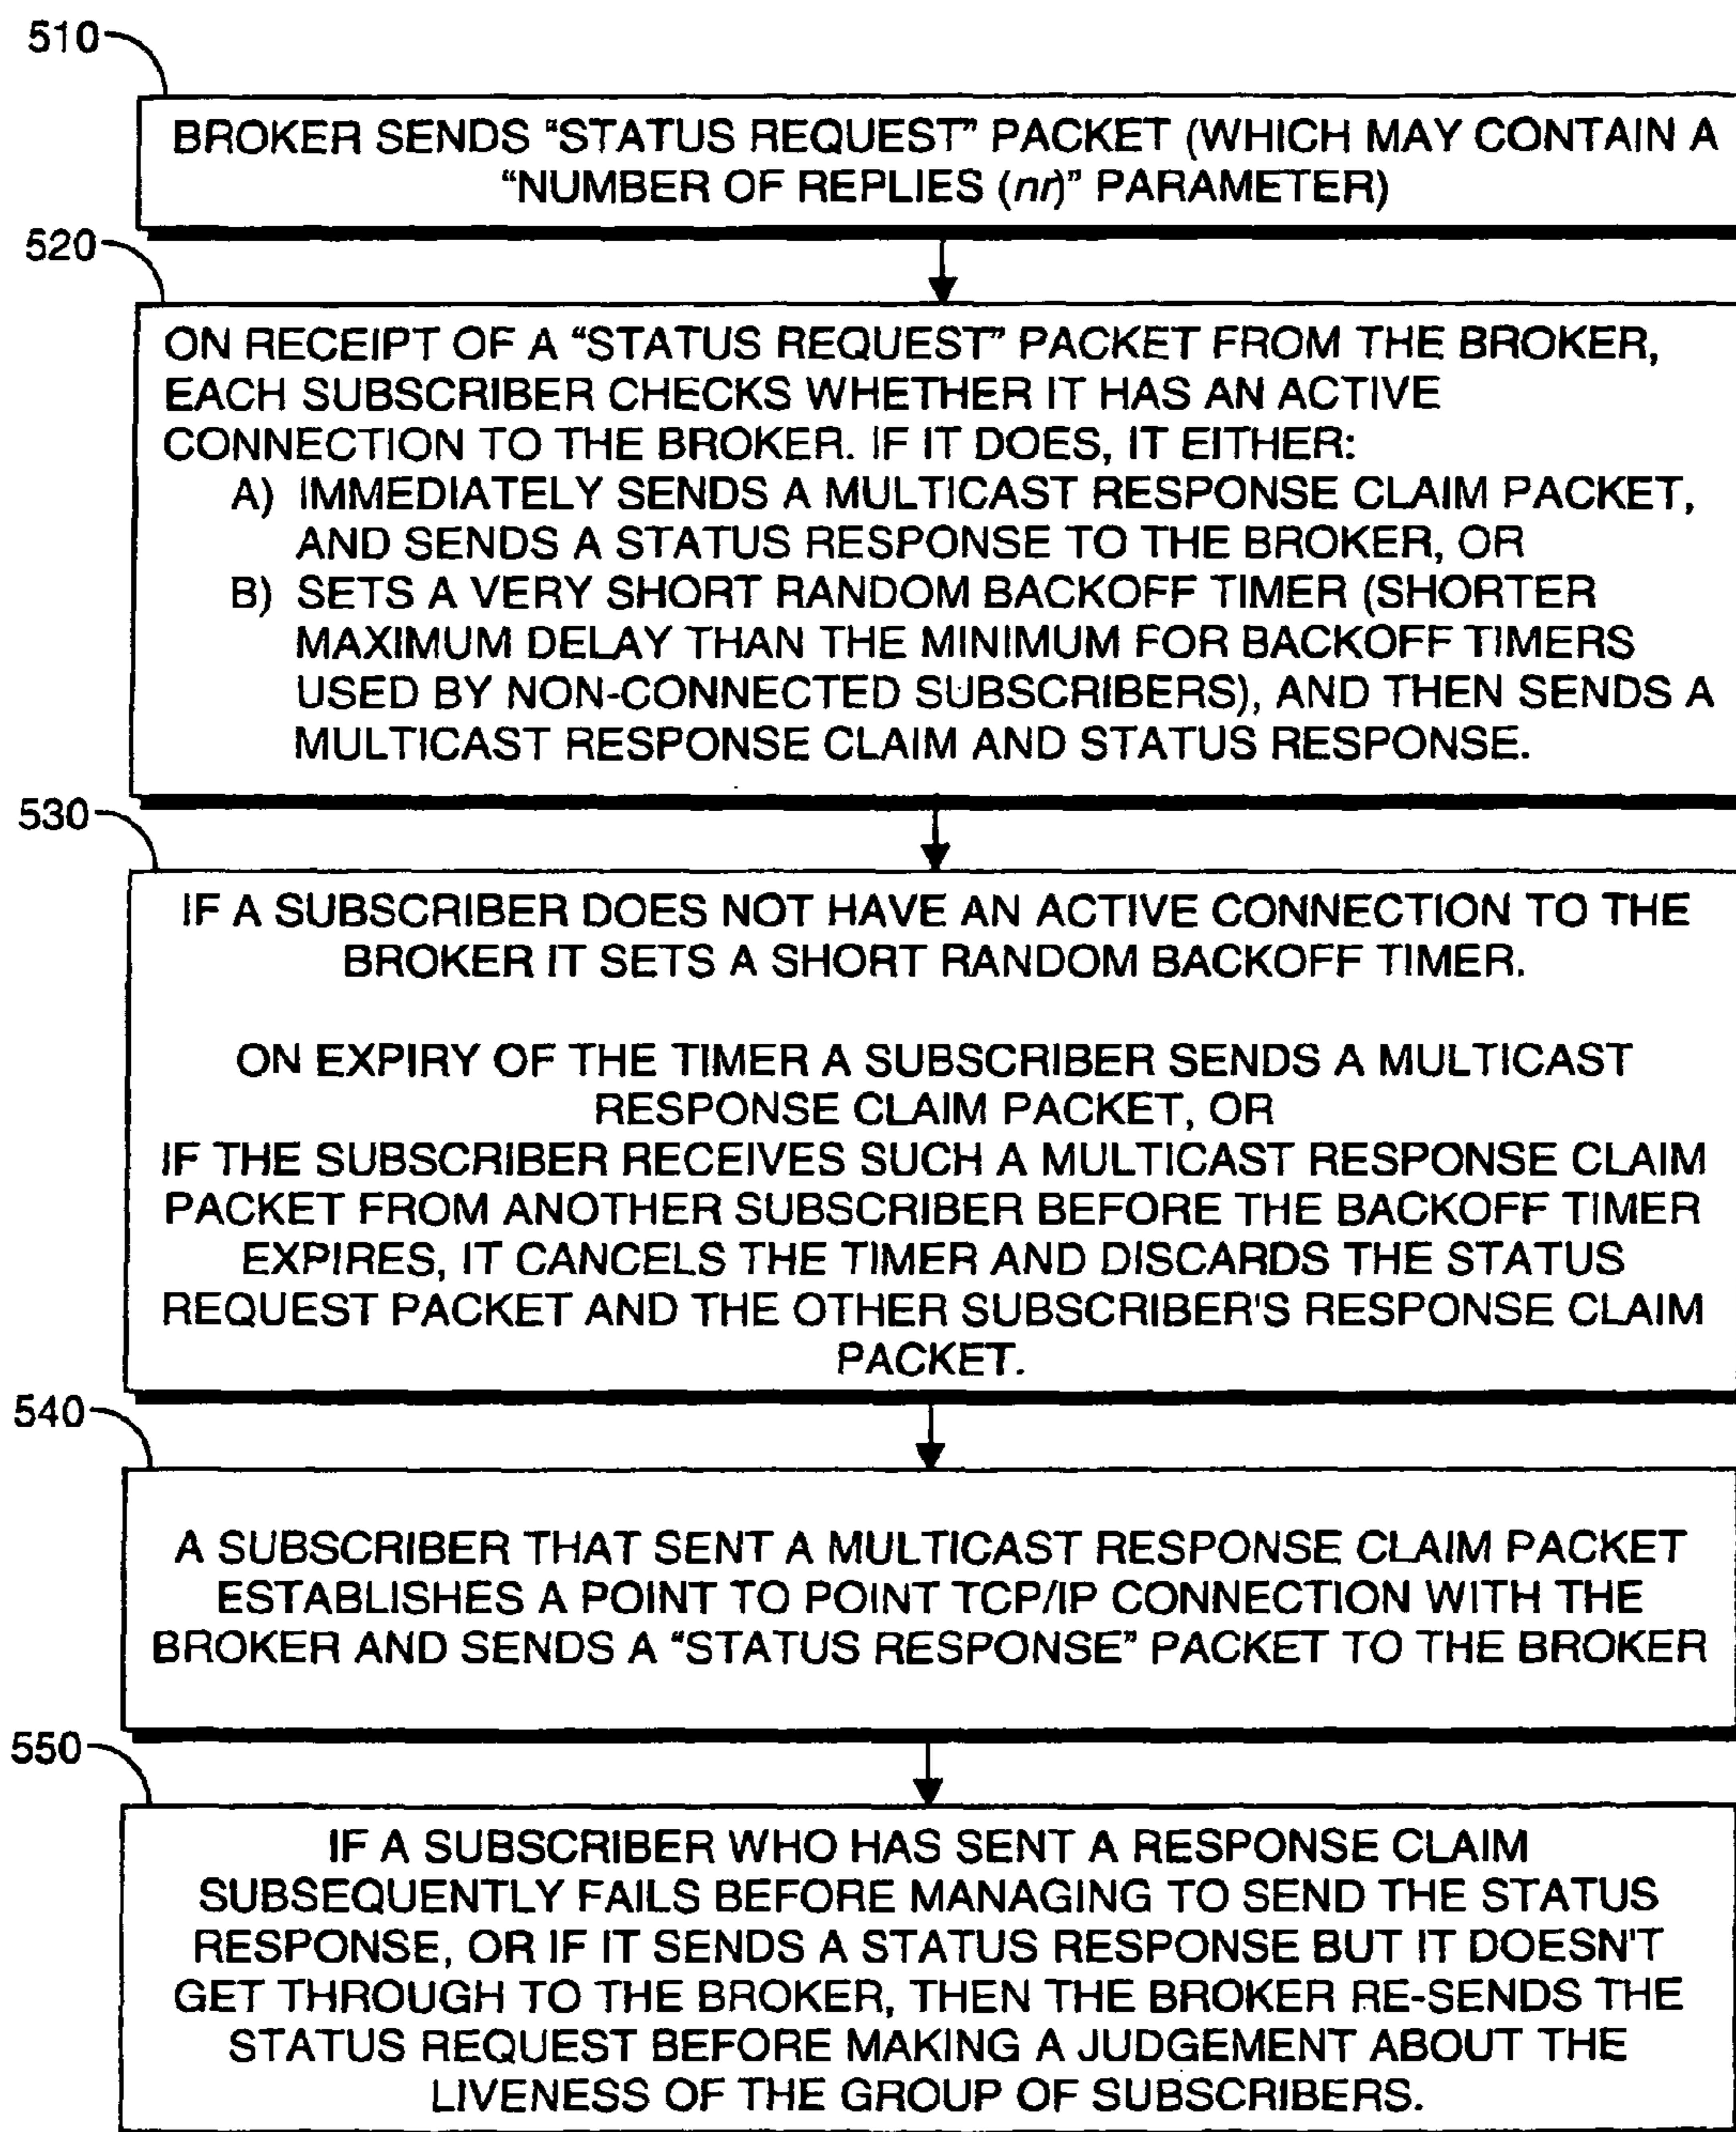 510
BROKER SENDS "STATUS REQUEST" PACKET (WHICH MAY CONTAIN A
"NUMBER OF REPLIES (nr)" PARAMETER)
520
ON RECEIPT OF A "STATUS REQUEST" PACKET FROM THE BROKER,
EACH SUBSCRIBER CHECKS WHETHER IT HAS AN ACTIVE
CONNECTION TO THE BROKER. IF IT DOES, IT EITHER:
A) IMMEDIATELY SENDS A MULTICAST RESPONSE CLAIM PACKET,
AND SENDS A STATUS RESPONSE TO THE BROKER, OR
B) SETS A VERY SHORT RANDOM BACKOFF TIMER (SHORTER
MAXIMUM DELAY THAN THE MINIMUM FOR BACKOFF TIMERS
USED BY NON-CONNECTED SUBSCRIBERS), AND THEN SENDS A
MULTICAST RESPONSE CLAIM AND STATUS RESPONSE.
530
IF A SUBSCRIBER DOES NOT HAVE AN ACTIVE CONNECTION TO THE
BROKER IT SETS A SHORT RANDOM BACKOFF TIMER.
ON EXPIRY OF THE TIMER A SUBSCRIBER SENDS A MULTICAST
RESPONSE CLAIM PACKET, OR
IF THE SUBSCRIBER RECEIVES SUCH A MULTICAST RESPONSE CLAIM
PACKET FROM ANOTHER SUBSCRIBER BEFORE THE BACKOFF TIMER
EXPIRES, IT CANCELS THE TIMER AND DISCARDS THE STATUS
REQUEST PACKET AND THE OTHER SUBSCRIBER'S RESPONSE CLAIM
PACKET.
540
A SUBSCRIBER THAT SENT A MULTICAST RESPONSE CLAIM PACKET
ESTABLISHES A POINT TO POINT TCP/IP CONNECTION WITH THE
BROKER AND SENDS A "STATUS RESPONSE" PACKET TO THE BROKER
550
IF A SUBSCRIBER WHO HAS SENT A RESPONSE CLAIM
SUBSEQUENTLY FAILS BEFORE MANAGING TO SEND THE STATUS
RESPONSE, OR IF IT SENDS A STATUS RESPONSE BUT IT DOESN'T
GET THROUGH TO THE BROKER, THEN THE BROKER RE-SENDS THE
STATUS REQUEST BEFORE MAKING A JUDGEMENT ABOUT THE
LIVENESS OF THE GROUP OF SUBSCRIBERS.